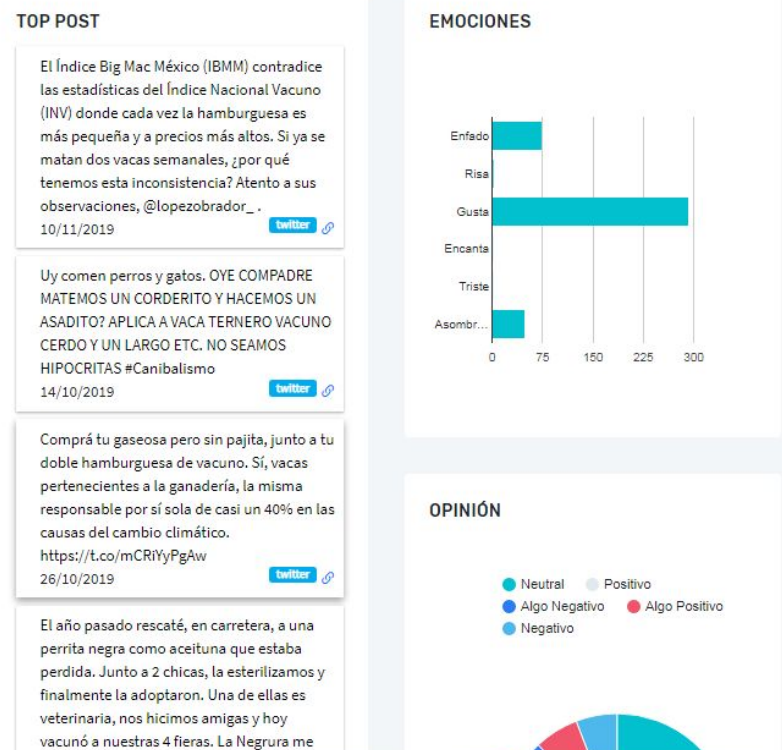 TOP POST
El Índice Big Mac México (IBMM) contradice
las estadísticas del Índice Nacional Vacuno
(INV) donde cada vez la hamburguesa es
más pequeña y a precios más altos. Si ya se
matan dos vacas semanales, ¿por qué
tenemos esta inconsistencia? Atento a sus
observaciones, @lopezobrador_ .
10/11/2019
twitter
Uy comen perros y gatos. OYE COMPADRE
MATEMOS UN CORDERITO Y HACEMOS UN
ASADITO? APLICA A VACA TERNERO VACUNO
CERDO Y UN LARGO ETC. NO SEAMOS
HIPOCRITAS #Canibalismo
14/10/2019
twitter
Comprá tu gaseosa pero sin pajita, junto a tu
doble hamburguesa de vacuno. Sí, vacas
pertenecientes a la ganadería, la misma
responsable por sí sola de casi un 40% en las
causas del cambio climático.
https://t.co/mCRiYyPgAw
26/10/2019
twitter
El año pasado rescaté, en carretera, a una
perrita negra como aceituna que estaba
perdida. Junto a 2 chicas, la esterilizamos y
finalmente la adoptaron. Una de ellas es
veterinaria, nos hicimos amigas y hoy
vacunó a nuestras 4 fieras. La Negrura me
EMOCIONES
Enfado
Risa
Gusta
Encanta
Triste
Asombr...
0 75 150 225 300
OPINIÓN
Neutral Positivo
Algo Negativo Algo Positivo
Negativo